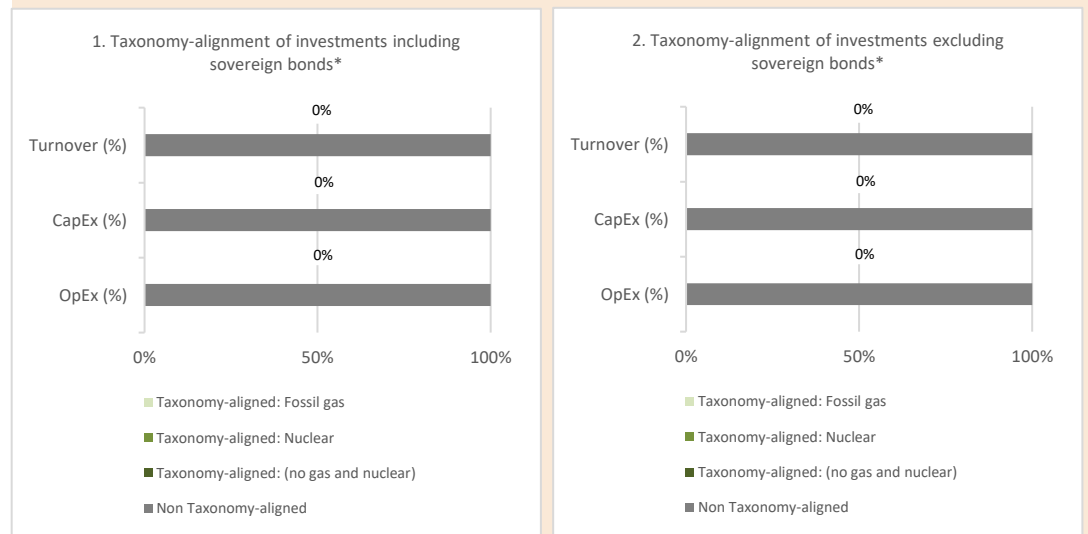 1. Taxonomy-alignment of investments including
sovereign bonds*
0%
Turnover (%)
0%
CapEx (%)
0%
OpEx (%)
0% 50% 100%
Taxonomy-aligned: Fossil gas
Taxonomy-aligned: Nuclear
Taxonomy-aligned: (no gas and nuclear)
Non Taxonomy-aligned
2. Taxonomy-alignment of investments excluding
sovereign bonds*
0%
Turnover (%)
0%
CapEx (%)
0%
OpEx (%)
0% 50% 100%
Taxonomy-aligned: Fossil gas
Taxonomy-aligned: Nuclear
Taxonomy-aligned: (no gas and nuclear)
Non Taxonomy-aligned